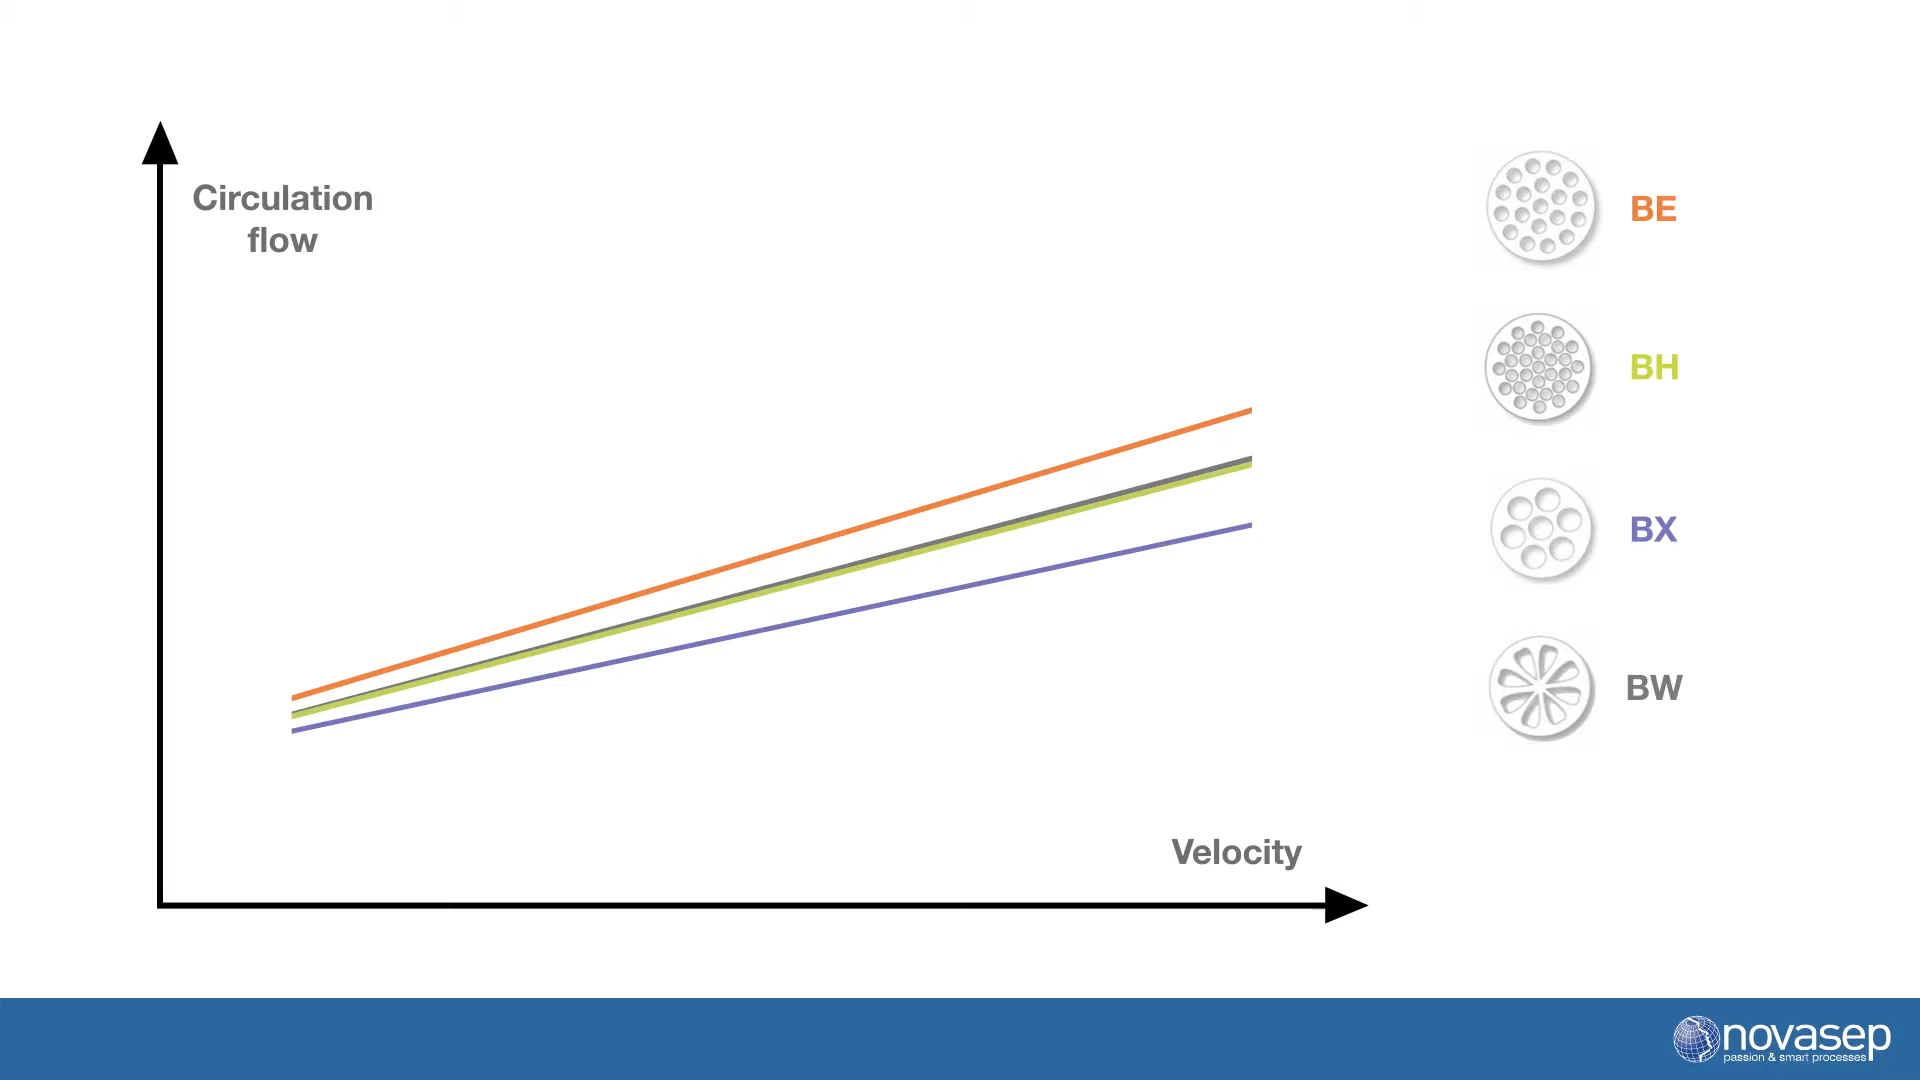 Circulation
flow
BE
BH
BX
BW
Velocity
novasep
passion & smart processes